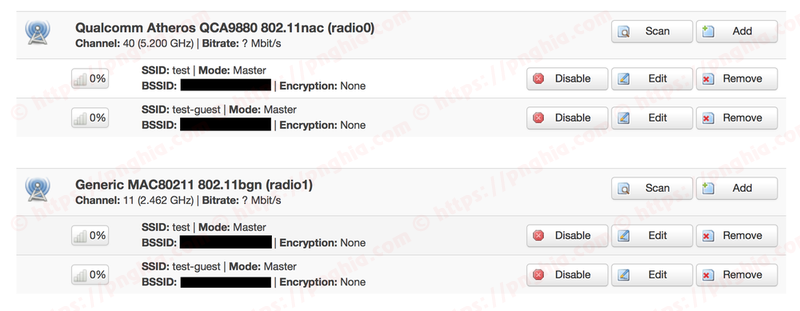 Qualcomm Atheros QCA9880 802.11nac (radio0)
Channel: 40 (5.200 GHz) | Bitrate: ? Mbit/s
Scan
Add
0%
SSID: test | Mode: Master
BSSID: | Encryption: None
Disable
Edit
Remove
0%
SSID: test-guest | Mode: Master
BSSID: | Encryption: None
Disable
Edit
Remove
Generic MAC80211 802.11bgn (radio1)
Channel: 11 (2.462 GHz) | Bitrate: ? Mbit/s
Scan
Add
0%
SSID: test | Mode: Master
BSSID: | Encryption: None
Disable
Edit
Remove
0%
SSID: test-guest | Mode: Master
BSSID: | Encryption: None
Disable
Edit
Remove
© https://pnghia.com